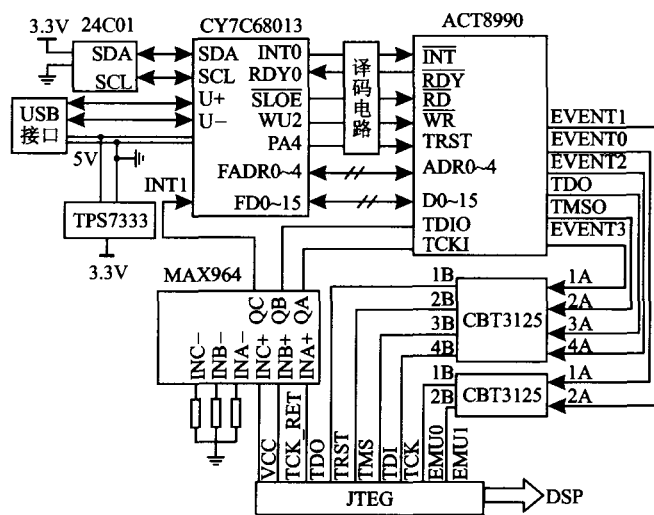 24C01
CY7C68013
ACT8990
3.3V
SDA
SCL
SDA
SCL
U+
U−
INT0
RDY0
SLOE
WU2
PA4
FADR0~4
FD0~15
译码电路
INT
RDY
RD
WR
TRST
ADR0~4
D0~15
TDIO
TCKI
EVENT1
EVENT0
EVENT2
TDO
TMSO
EVENT3
USB
接口
5V
INT1
TPS7333
3.3V
MAX964
QC
QB
QA
INC−
INB−
INA−
INC+
INB+
INA+
1B
2B
3B
4B
CBT3125
1A
2A
3A
4A
1B
2B
CBT3125
1A
2A
VCC
TCK_RET
TDO
TRST
TMS
TDI
TCK
EMU0
EMU1
JTEG
DSP